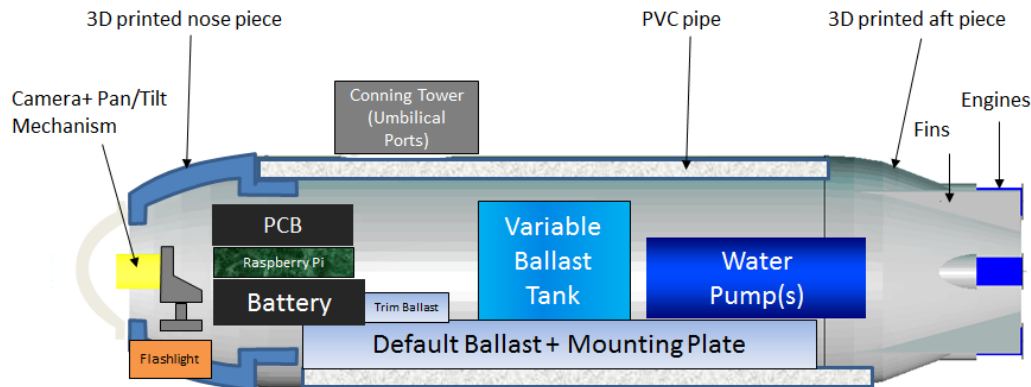 3D printed nose piece
PVC pipe
3D printed aft piece
Camera+ Pan/Tilt
Mechanism
Conning Tower
(Umbilical
Ports)
Engines
Fins
PCB
Raspberry Pi
Battery
Trim Ballast
Variable
Ballast
Tank
Water
Pump(s)
Default Ballast + Mounting Plate
Flashlight